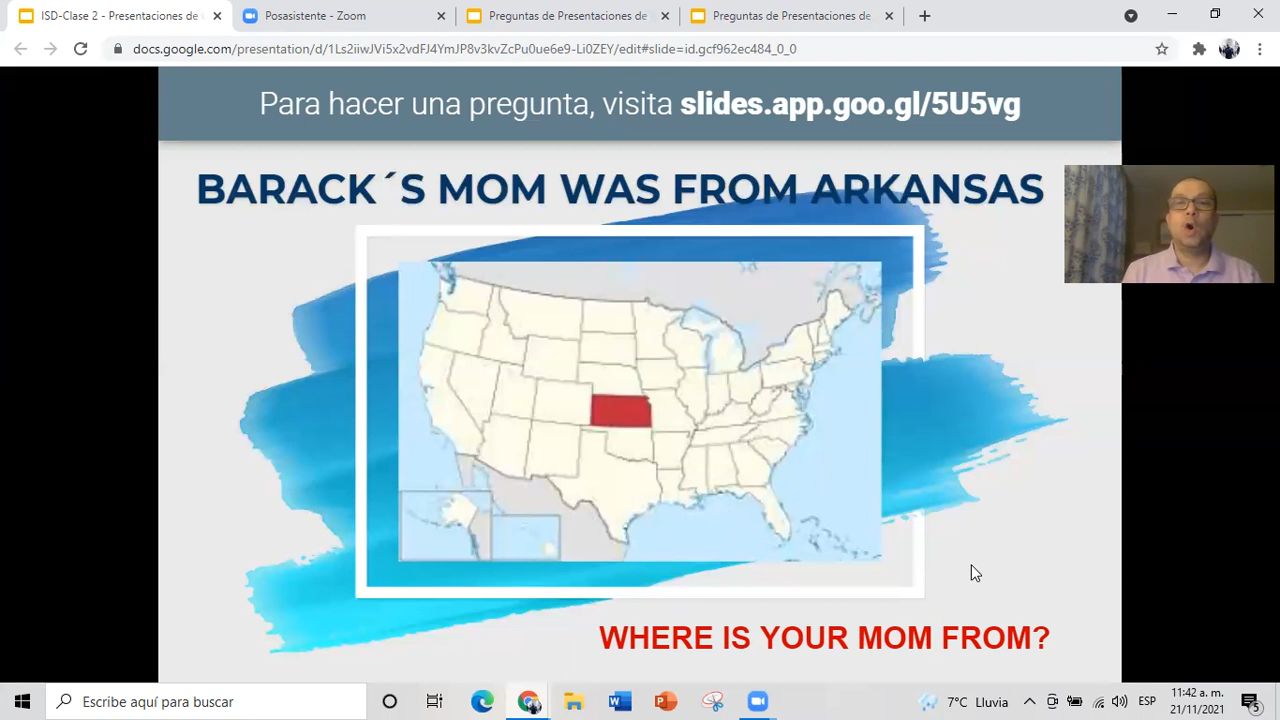 ISD-Clase 2 - Presentaciones de
Posexistente - Zoom
Preguntas de Presentaciones de
Preguntas de Presentaciones de
docs.google.com/presentation/d/1Ls2iiwJVi5x2vdFJ4YmJP8v3kvZcPu0ue6e9-Li0ZEY/edit#slide=id.gcf962ec484_0_0
Para hacer una pregunta, visita slides.app.goo.gl/5U5vg
BARACK´S MOM WAS FROM ARKANSAS
WHERE IS YOUR MOM FROM?
Escribe aquí para buscar
7°C Lluvia
ESP
11:42 a. m.
21/11/2021
5